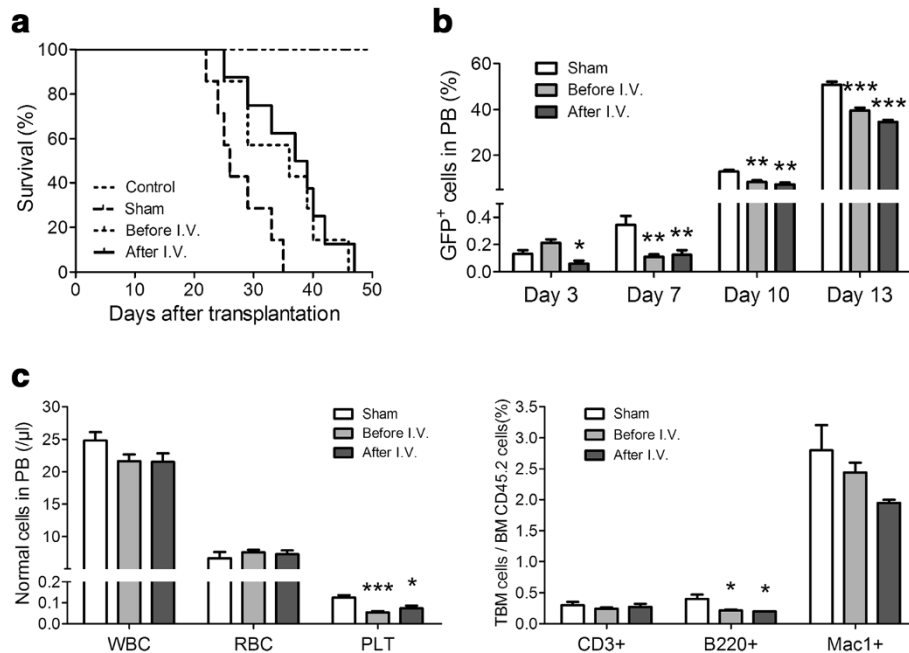 a
100
80
60
40
20
0
Survival (%)
Control
Sham
Before I.V.
After I.V.
0 10 20 30 40 50
Days after transplantation
b
60
40
20
0.4
0.2
0.0
GFP+ cells in PB (%)
Sham
Before I.V.
After I.V.
*
** **
** **
*** ***
Day 3 Day 7 Day 10 Day 13
c
30
25
20
15
10
0.2
0.1
0.0
Normal cells in PB (/μl)
Sham
Before I.V.
After I.V.
*** *
WBC RBC PLT
3.5
3.0
2.5
2.0
1.5
1.0
0.5
0.0
TBM cells / BM CD45.2 cells(%)
Sham
Before I.V.
After I.V.
* *
CD3+ B220+ Mac1+